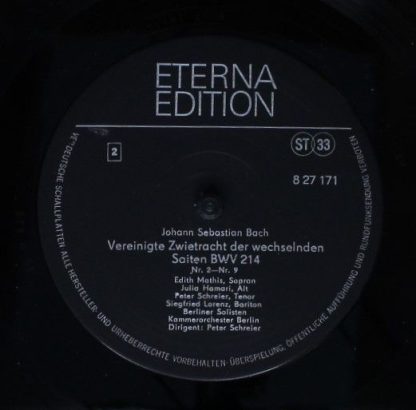 ETERNA
EDITION
2
ST 33
8 27 171
Johann Sebastian Bach
Vereinigte Zwietracht der wechselnden
Saiten BWV 214
Nr. 2—Nr. 9
Edith Mathis, Sopran
Julia Hamari, Alt
Peter Schreier, Tenor
Siegfried Lorenz, Bariton
Berliner Solisten
Kammerorchester Berlin
Dirigent: Peter Schreier
DEUTSCHE SCHALLPLATTEN ALLE HERSTELLER- UND URHEBERRECHTE VORBEHALTEN·ÜBERSPIELUNG, ÖFFENTLICHE AUFFÜHRUNG UND RUNDFUNKSENDUNG VERBOTEN